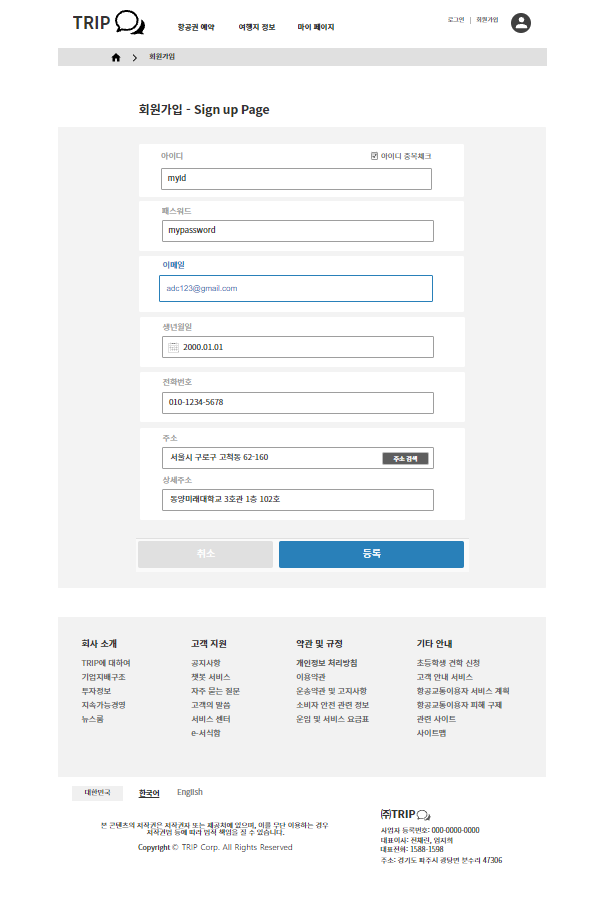 TRIP
항공권 예약 여행지 정보 마이 페이지
로그인 | 회원가입
회원가입
회원가입 - Sign up Page
아이디
아이디 중복체크
myid
패스워드
mypassword
이메일
adc123@gmail.com
생년월일
2000.01.01
전화번호
010-1234-5678
주소
서울시 구로구 고척동 62-160
주소 검색
상세주소
동양미래대학교 3호관 1층 102호
취소
등록
회사 소개
TRIP에 대하여
기업지배구조
투자정보
지속가능경영
뉴스룸
고객 지원
공지사항
챗봇 서비스
자주 묻는 질문
고객의 말씀
서비스 센터
e-서식함
약관 및 규정
개인정보 처리방침
이용약관
운송약관 및 고지사항
소비자 안전 관련 정보
운임 및 서비스 요금표
기타 안내
초등학생 견학 신청
고객 안내 서비스
항공교통이용자 서비스 계획
항공교통이용자 피해 구제
관련 사이트
사이트맵
대한민국
한국어
English
본 콘텐츠의 저작권은 저작권자 또는 제공처에 있으며, 이를 무단 이용하는 경우
저작권법 등에 따라 법적 책임을 질 수 있습니다.
Copyright © TRIP Corp. All Rights Reserved
㈜TRIP
사업자 등록번호: 000-0000-0000
대표이사: 진채린, 임지희
대표전화: 1588-1598
주소: 경기도 파주시 광탄면 분수리 47306